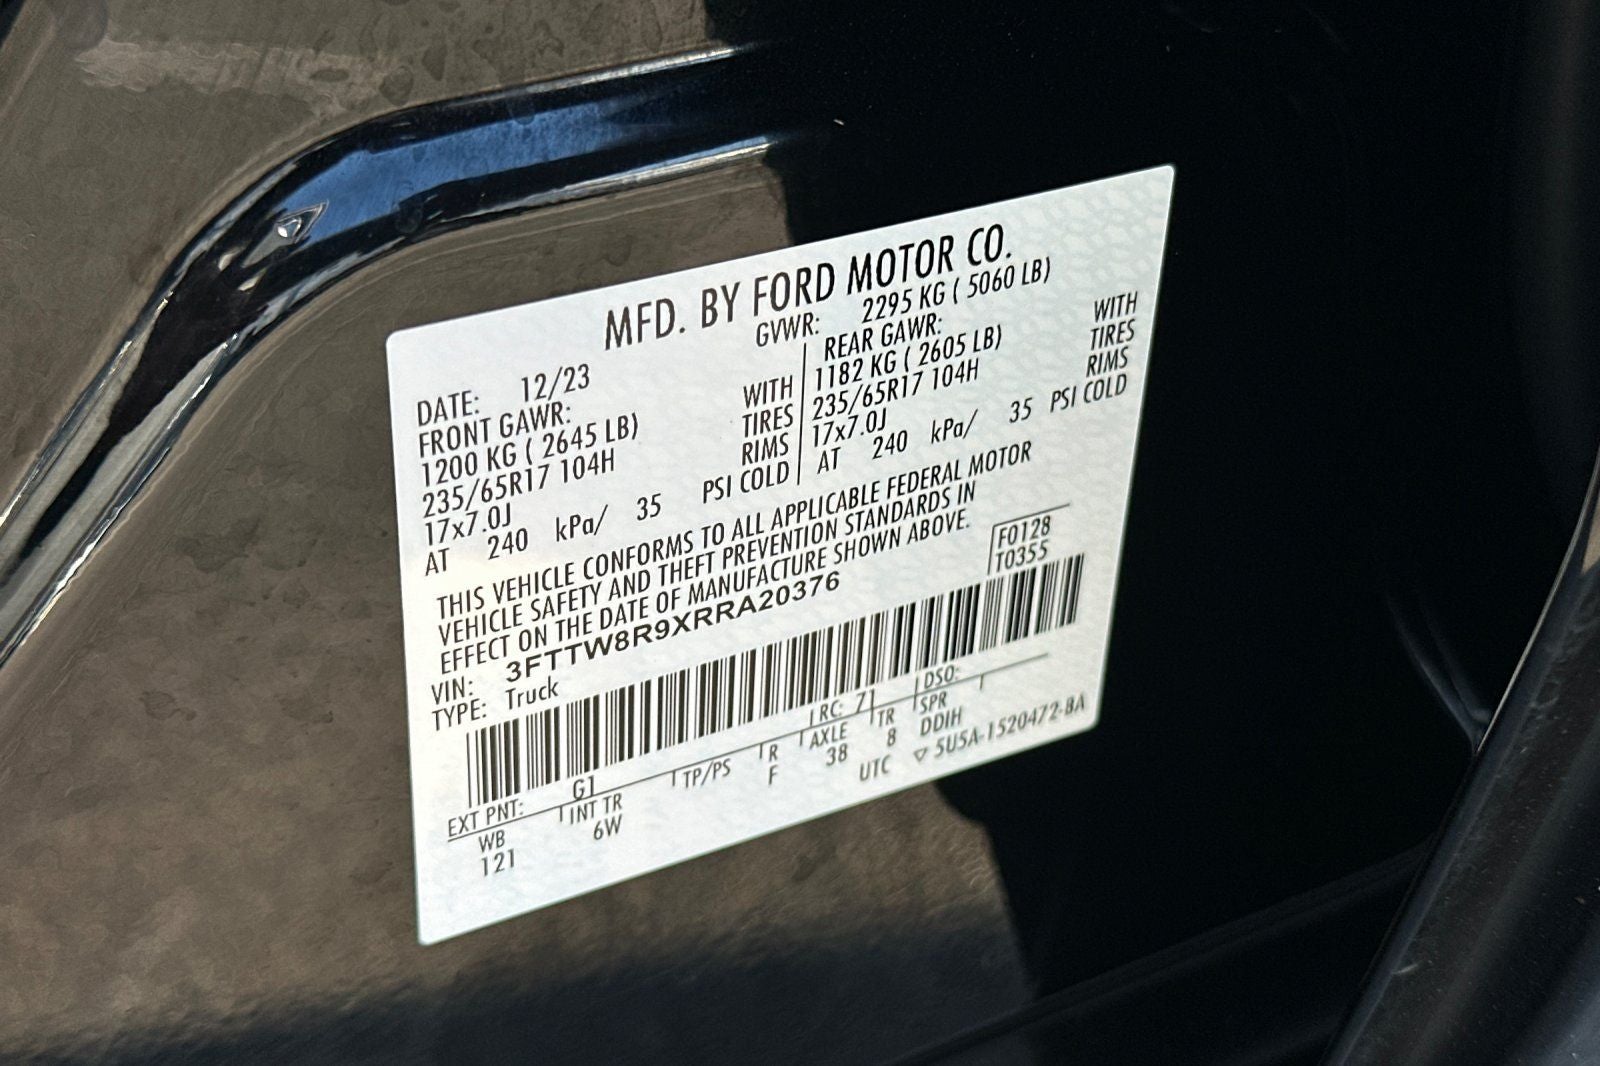 MFD. BY FORD MOTOR CO.
DATE: 12/23 GVWR: 2295 KG ( 5060 LB)
FRONT GAWR: REAR GAWR:
1200 KG ( 2645 LB) WITH 1182 KG ( 2605 LB) WITH
235/65R17 104H TIRES 235/65R17 104H TIRES
17x7.0J RIMS 17x7.0J RIMS
AT 240 kPa/ 35 PSI COLD AT 240 kPa/ 35 PSI COLD
THIS VEHICLE CONFORMS TO ALL APPLICABLE FEDERAL MOTOR
VEHICLE SAFETY AND THEFT PREVENTION STANDARDS IN
EFFECT ON THE DATE OF MANUFACTURE SHOWN ABOVE.
F0128
VIN: 3FTTW8R9XRRA20376 T0355
TYPE: Truck
EXT PNT: G1 RC: 71 DSO:
WB INT TR TP/PS R AXLE TR SPR
121 6W F 38 8 DDIH
UTC ▽ 5U5A-1520472-BA